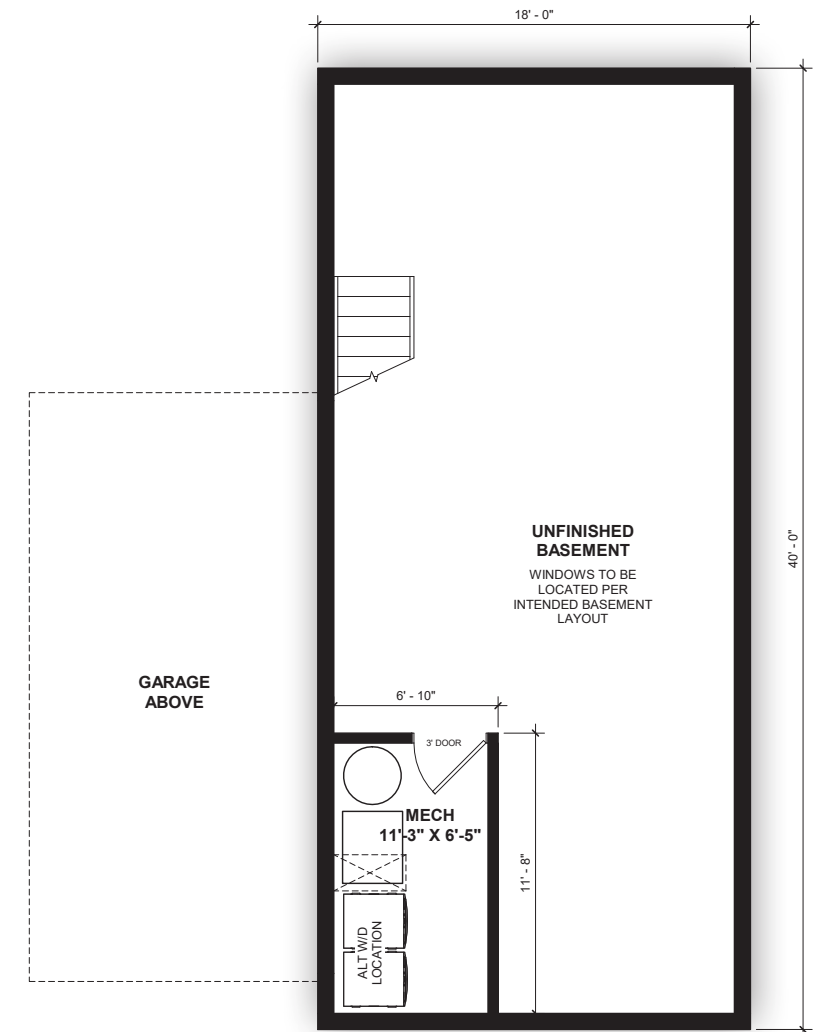 18' - 0"
40' - 0"
UNFINISHED
BASEMENT
WINDOWS TO BE
LOCATED PER
INTENDED BASEMENT
LAYOUT
GARAGE
ABOVE
6' - 10"
3' DOOR
MECH
11'-3" X 6'-5"
11' - 8"
ALT W/D
LOCATION